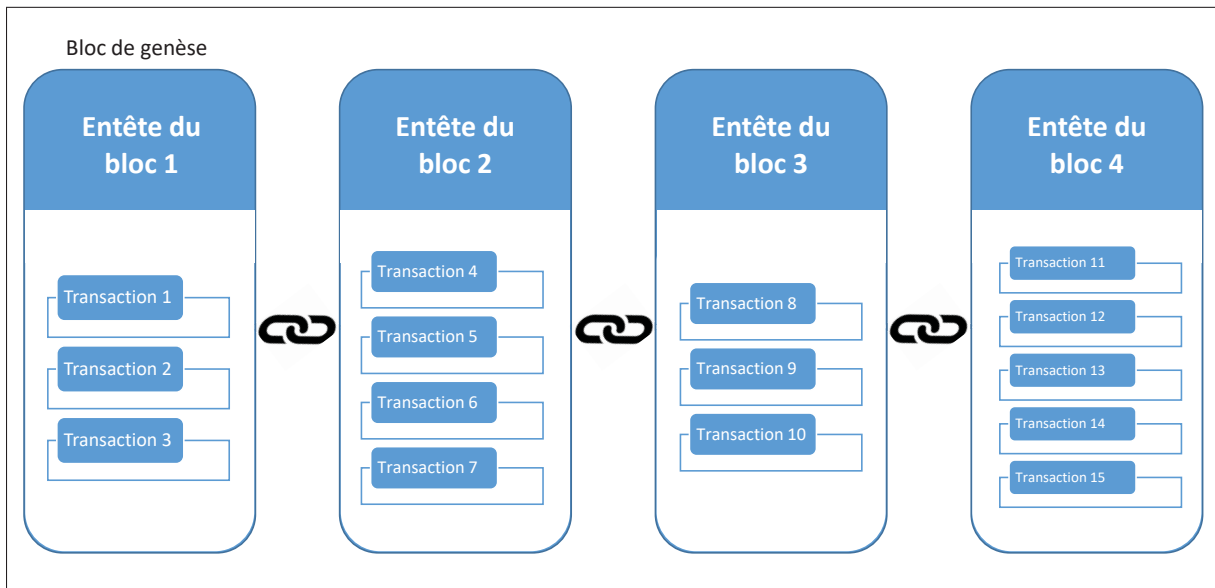 Bloc de genèse
Entête du
bloc 1
Transaction 1
Transaction 2
Transaction 3
Entête du
bloc 2
Transaction 4
Transaction 5
Transaction 6
Transaction 7
Entête du
bloc 3
Transaction 8
Transaction 9
Transaction 10
Entête du
bloc 4
Transaction 11
Transaction 12
Transaction 13
Transaction 14
Transaction 15